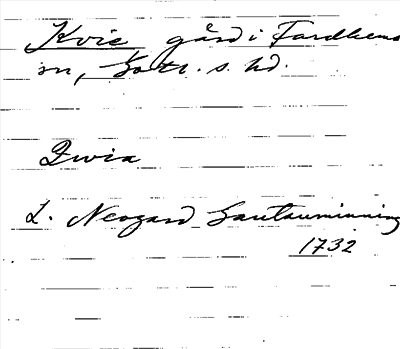 Kvie gård i Fardhems
sn, Gotl. s. hd.
Qwia
L. Neogard Gautauminning
1732